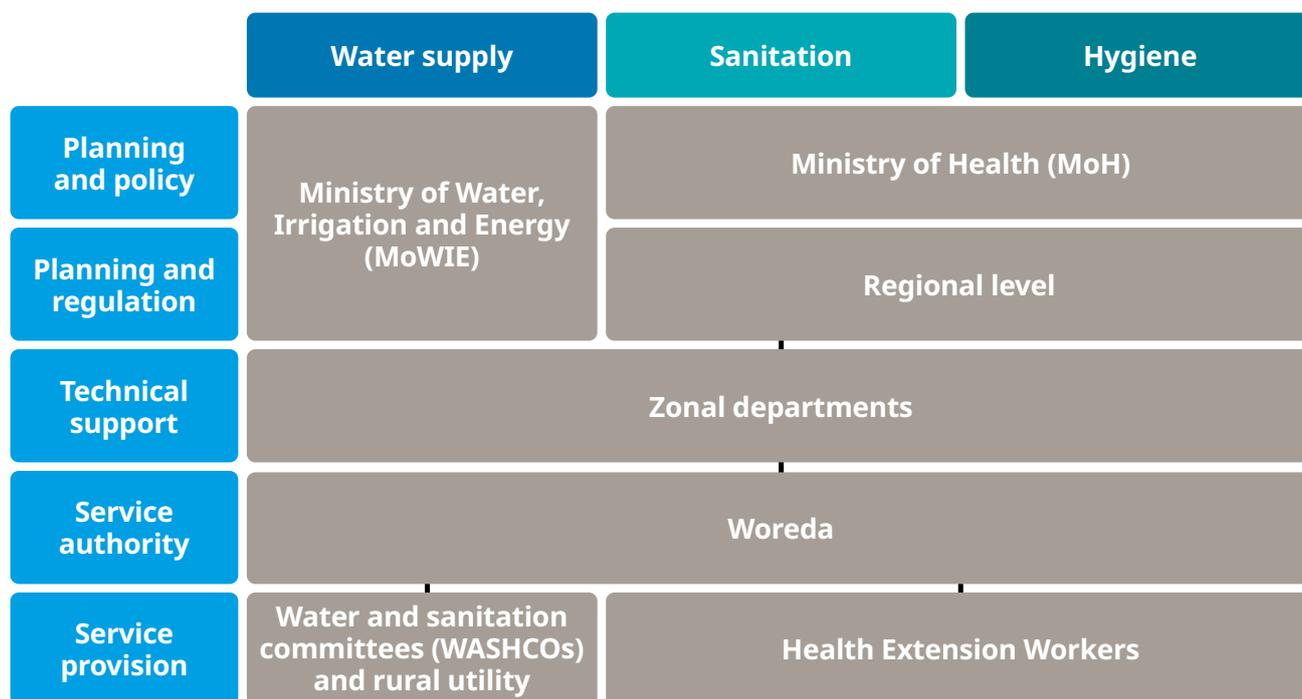 Water supply
Sanitation
Hygiene
Planning
and policy
Ministry of Water,
Irrigation and Energy
(MoWIE)
Ministry of Health (MoH)
Planning and
regulation
Regional level
Technical
support
Zonal departments
Service
authority
Woreda
Service
provision
Water and sanitation
committees (WASHCOs)
and rural utility
Health Extension Workers